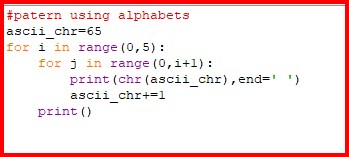 #patern using alphabets
ascii_chr=65
for i in range(0,5):
    for j in range(0,i+1):
        print(chr(ascii_chr),end=' ')
        ascii_chr+=1
    print()